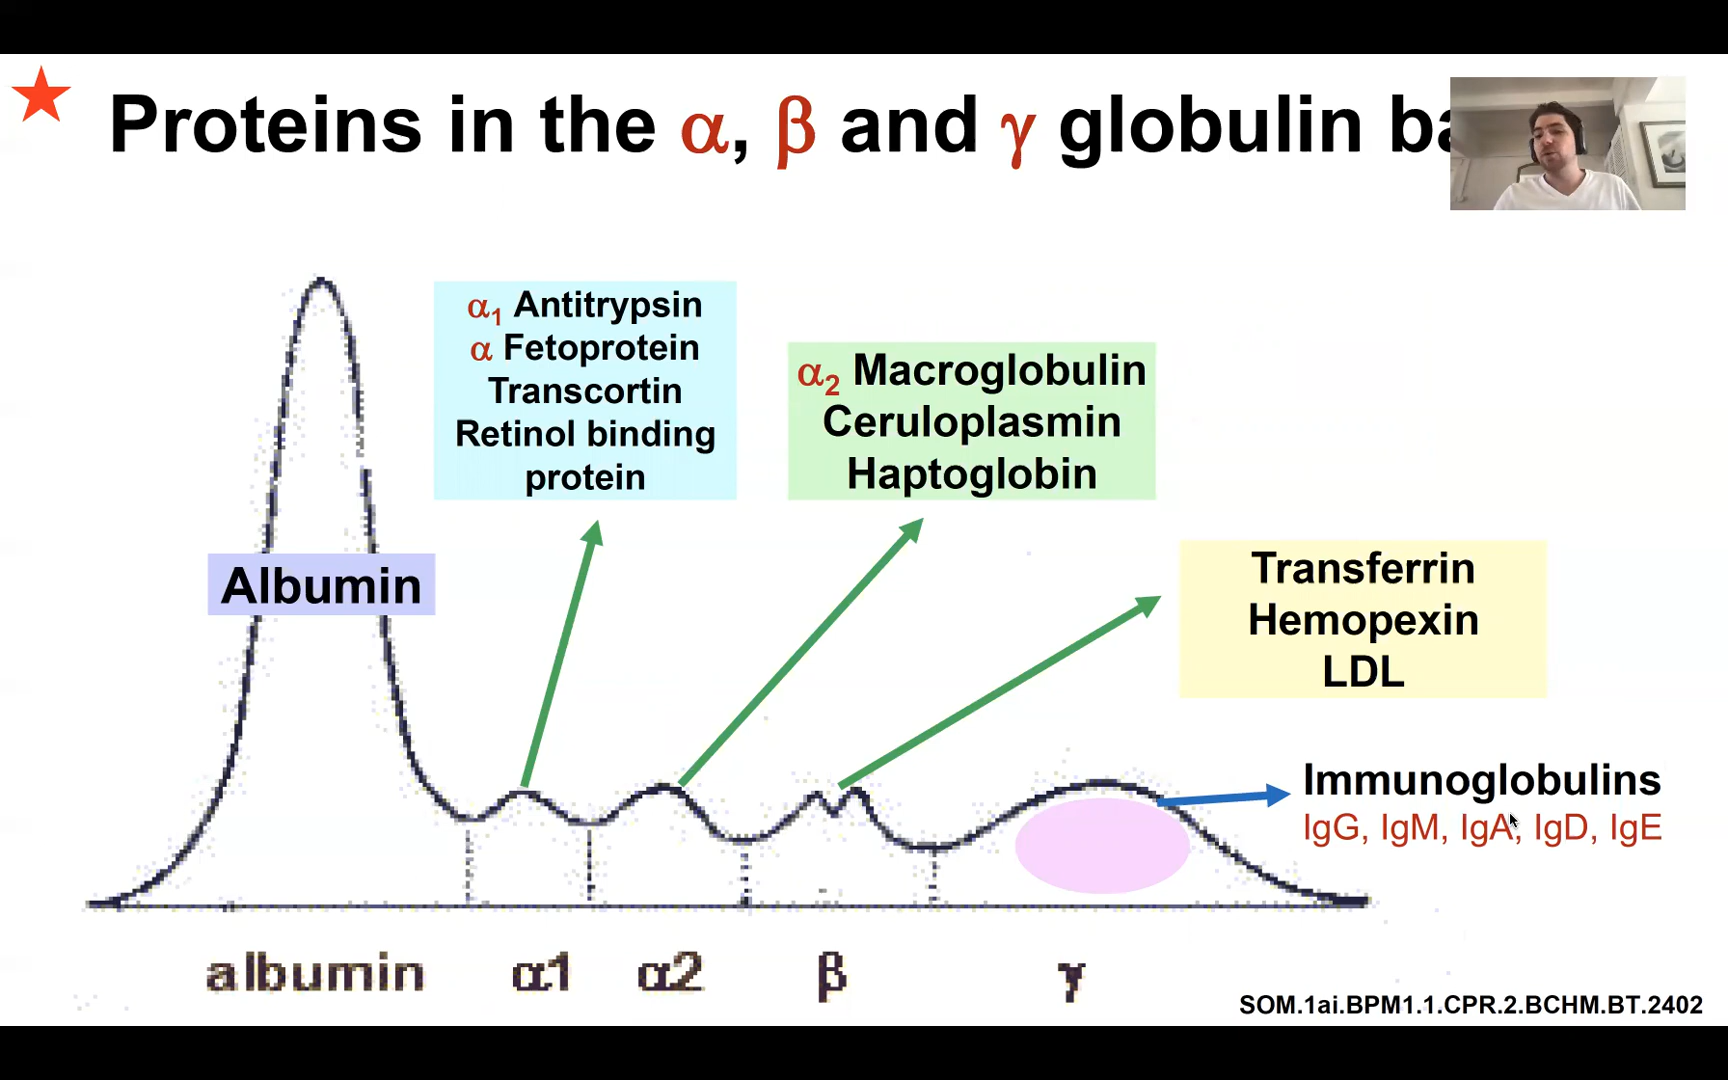 Proteins in the α, β and γ globulin ba
α1 Antitrypsin
α Fetoprotein
Transcortin
Retinol binding
protein
α2 Macroglobulin
Ceruloplasmin
Haptoglobin
Albumin
Transferrin
Hemopexin
LDL
Immunoglobulins
IgG, IgM, IgA, IgD, IgE
albumin α1 α2 β γ
SOM.1ai.BPM1.1.CPR.2.BCHM.BT.2402